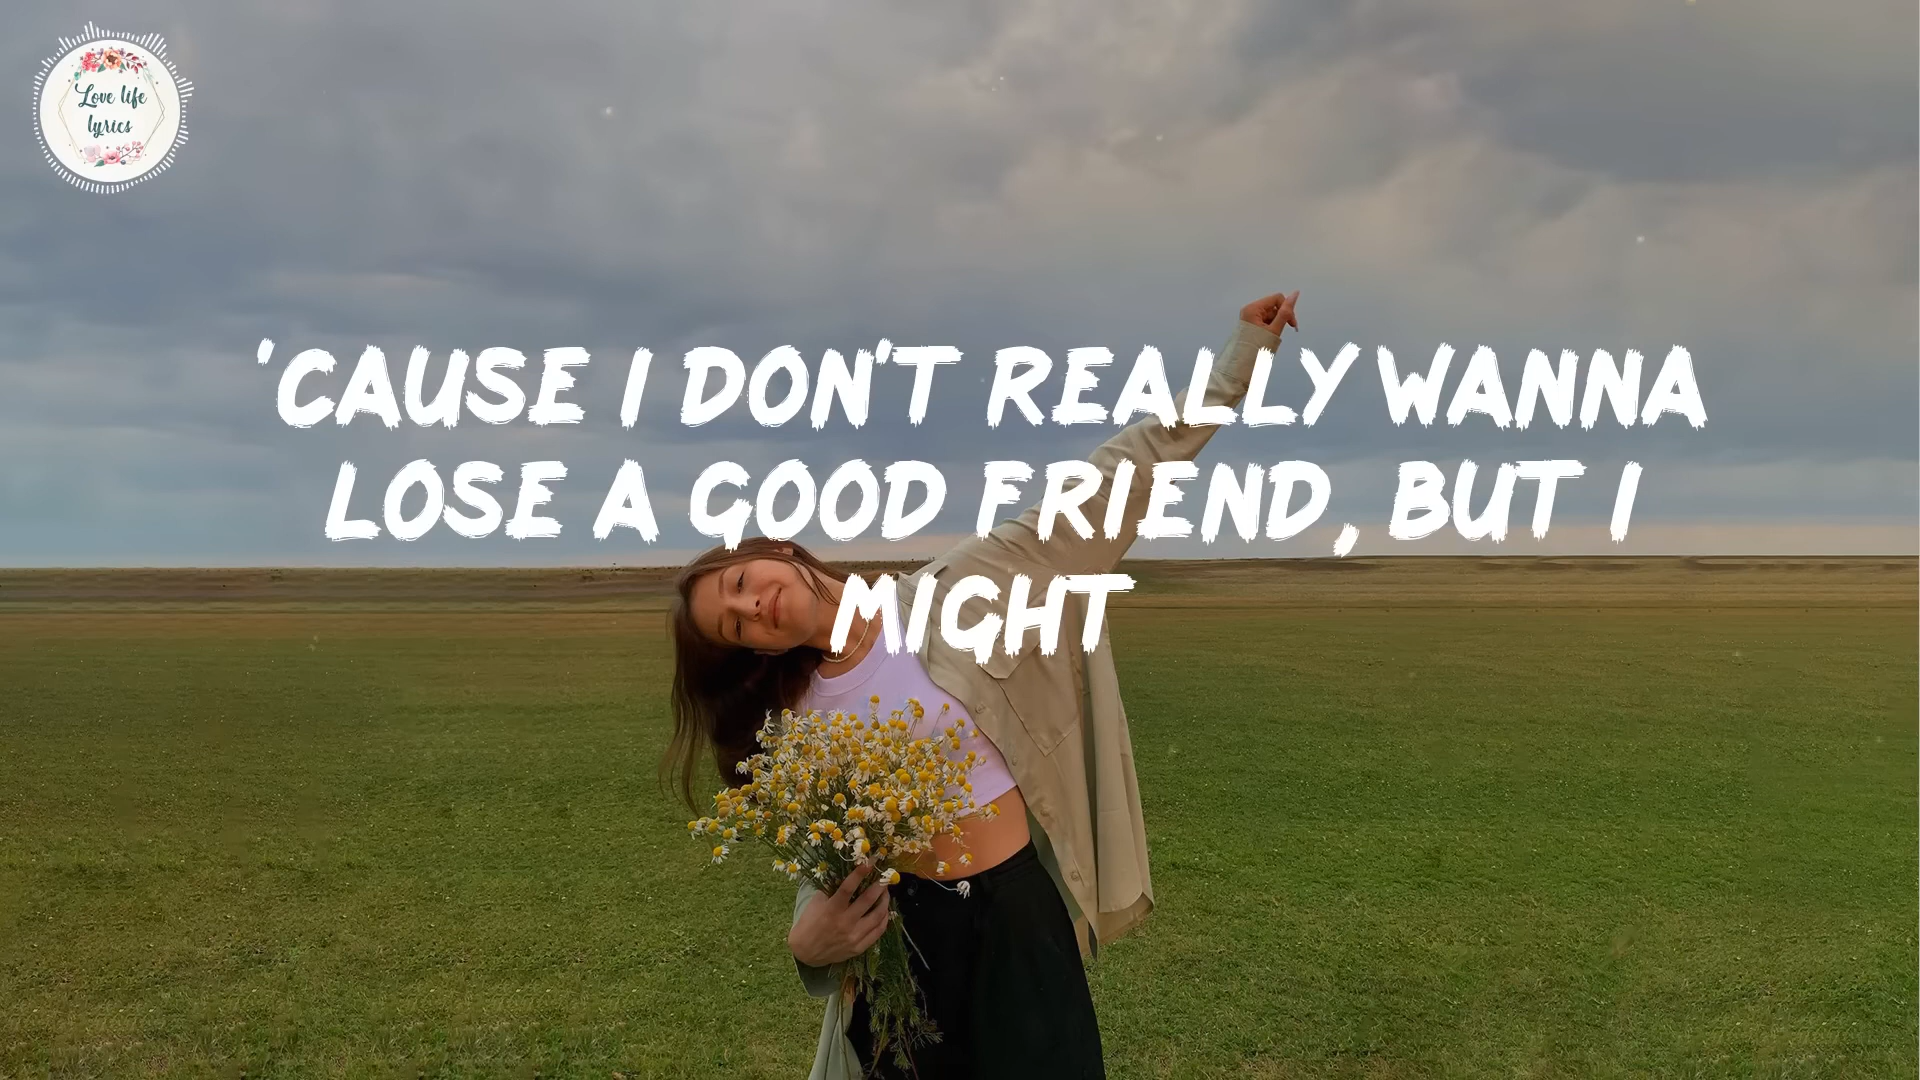 Love life
lyrics
'CAUSE I DON'T REALLY WANNA
LOSE A GOOD FRIEND, BUT I
MIGHT